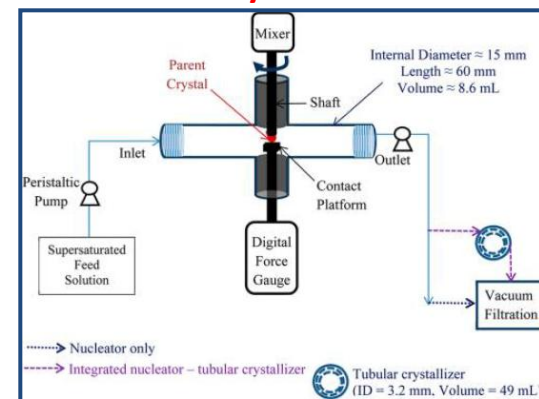 Mixer
Internal Diameter ≈ 15 mm
Length ≈ 60 mm
Volume ≈ 8.6 mL
Parent
Crystal
Shaft
Inlet
Outlet
Peristaltic
Pump
Contact
Platform
Supersaturated
Feed
Solution
Digital
Force
Gauge
Vacuum
Filtration
Nucleator only
Integrated nucleator – tubular crystallizer
Tubular crystallizer
(ID = 3.2 mm, Volume = 49 mL